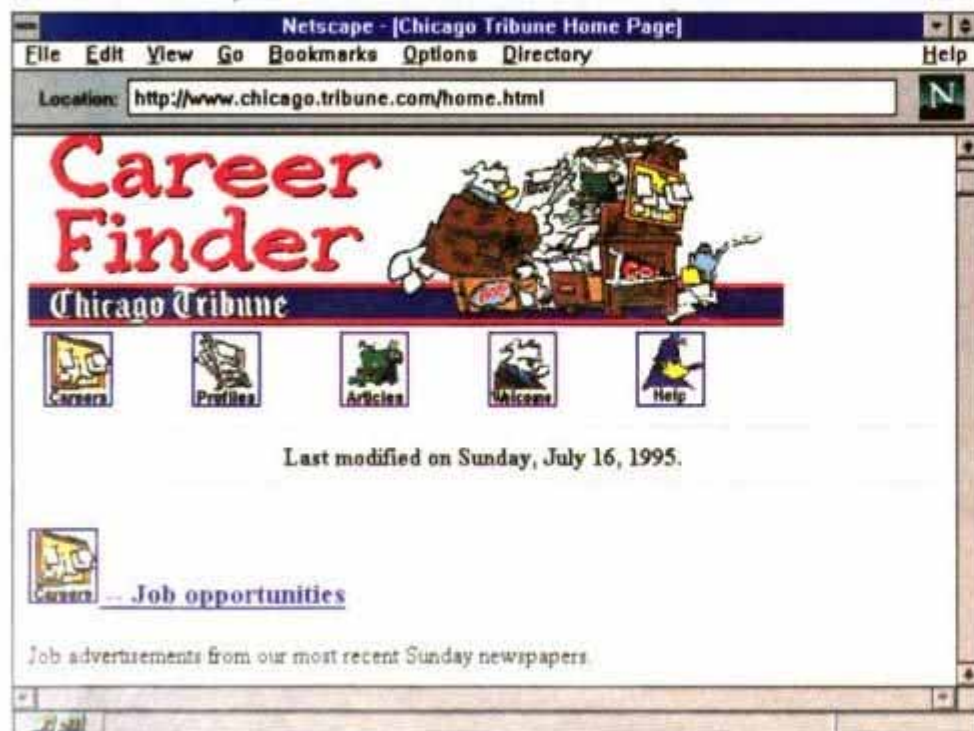 Netscape - [Chicago Tribune Home Page]
File Edit View Go Bookmarks Options Directory Help
Location: http://www.chicago.tribune.com/home.html
N
Career
Finder
Chicago Tribune
Careers Profiles Articles Welcome Help
Last modified on Sunday, July 16, 1995.
Careers -- Job opportunities
Job advertisements from our most recent Sunday newspapers.